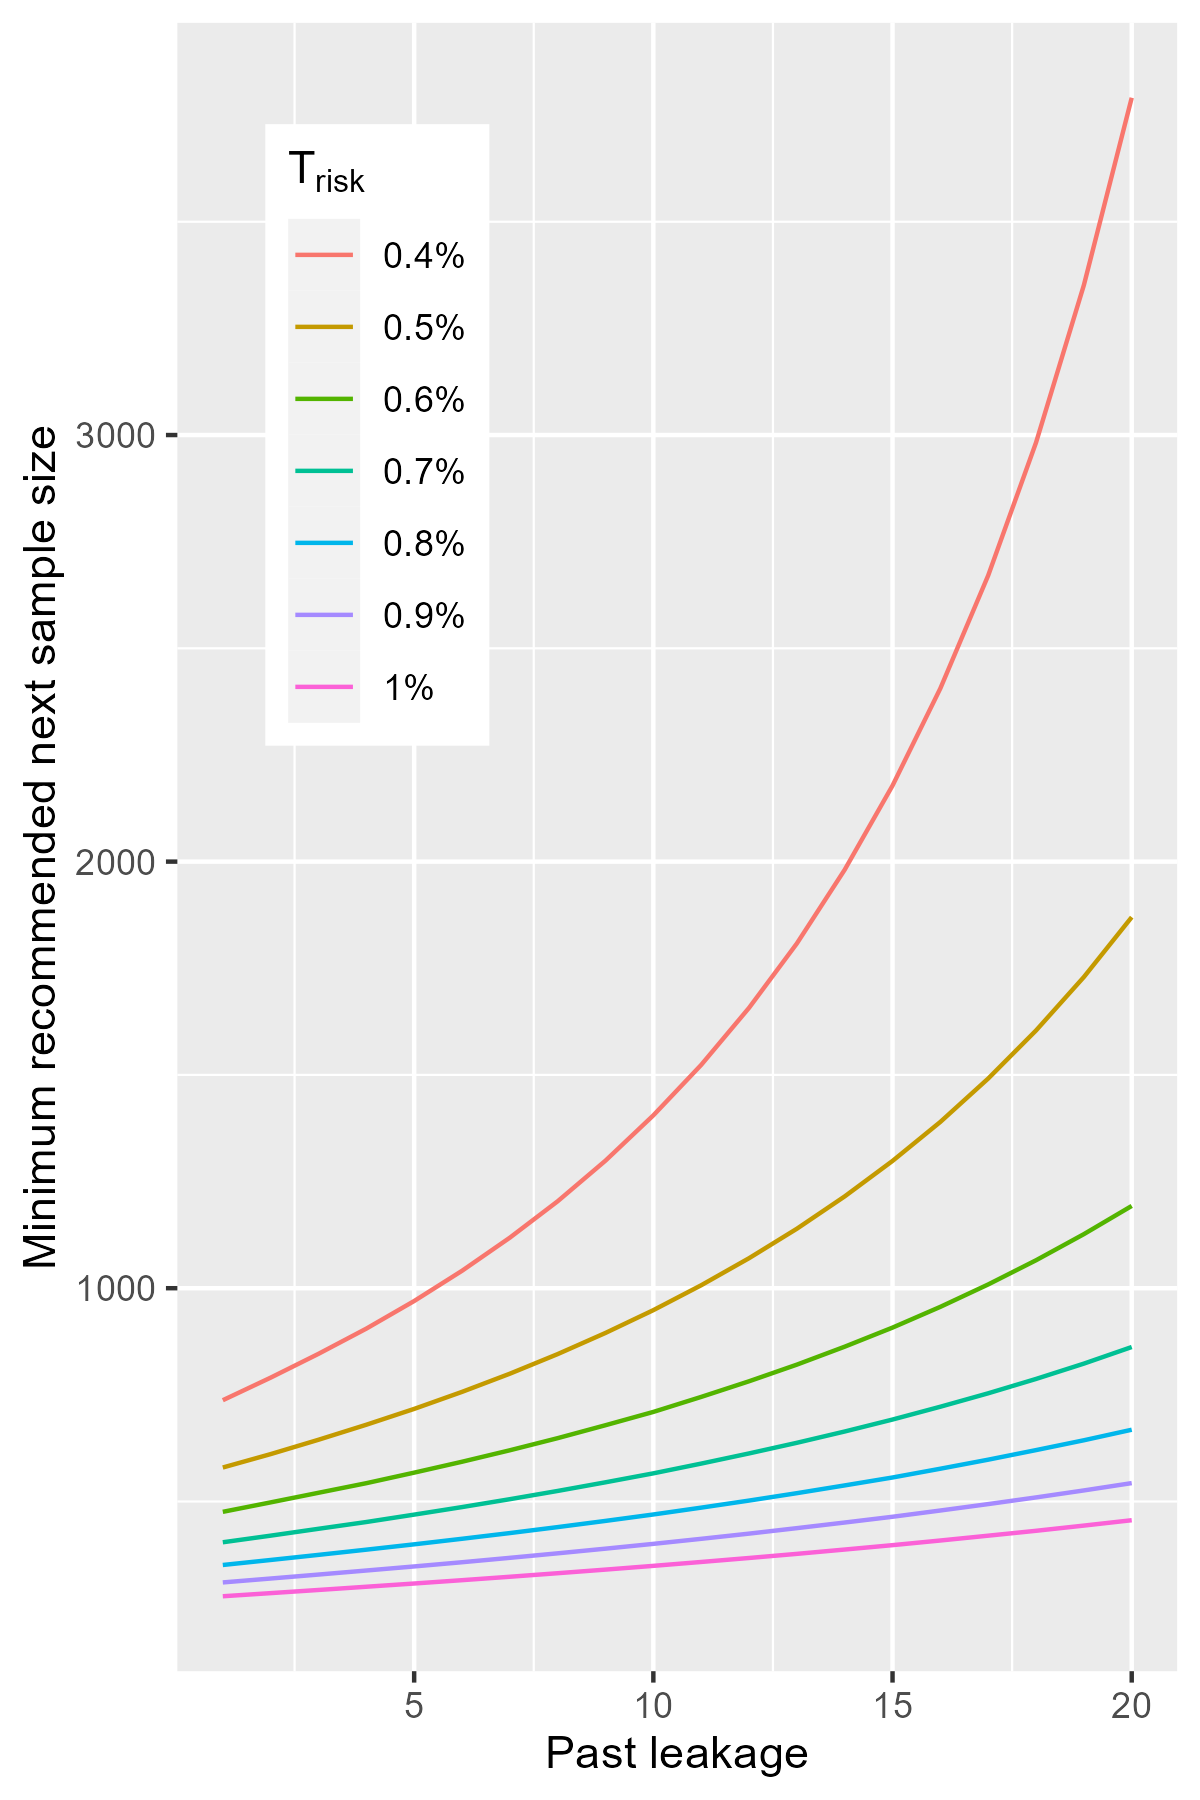 T_risk
0.4%
0.5%
0.6%
0.7%
0.8%
0.9%
1%
3000
2000
1000
Minimum recommended next sample size
5 10 15 20
Past leakage